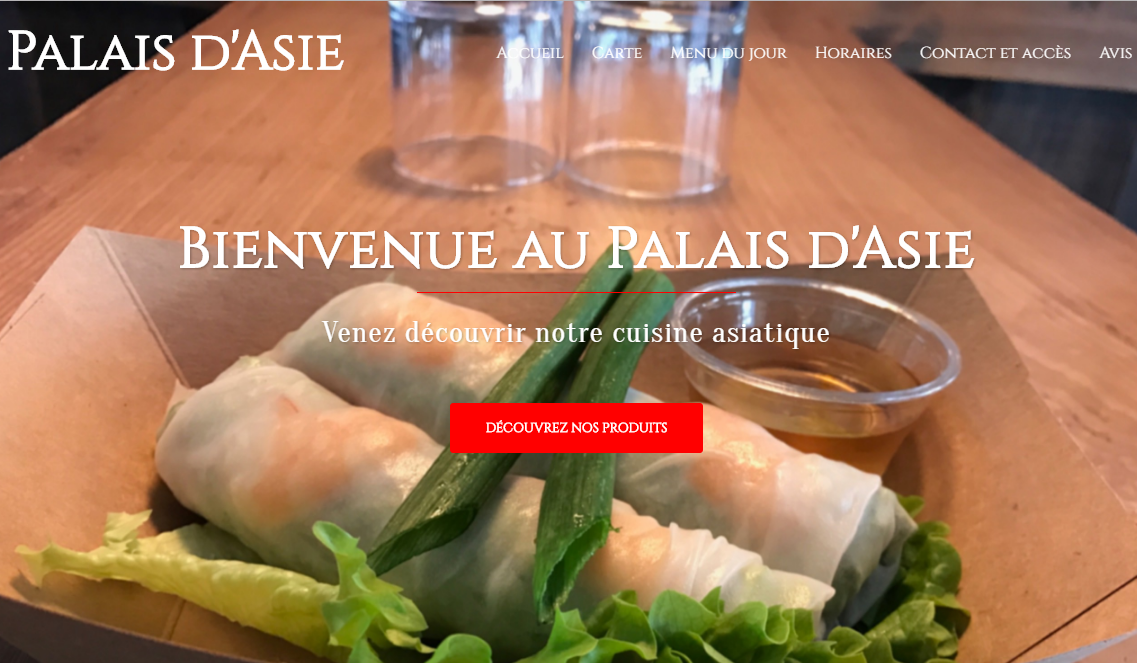 Palais d'Asie
Accueil Carte Menu du jour Horaires Contact et accès Avis
Bienvenue au Palais d'Asie
Venez découvrir notre cuisine asiatique
DÉCOUVREZ NOS PRODUITS